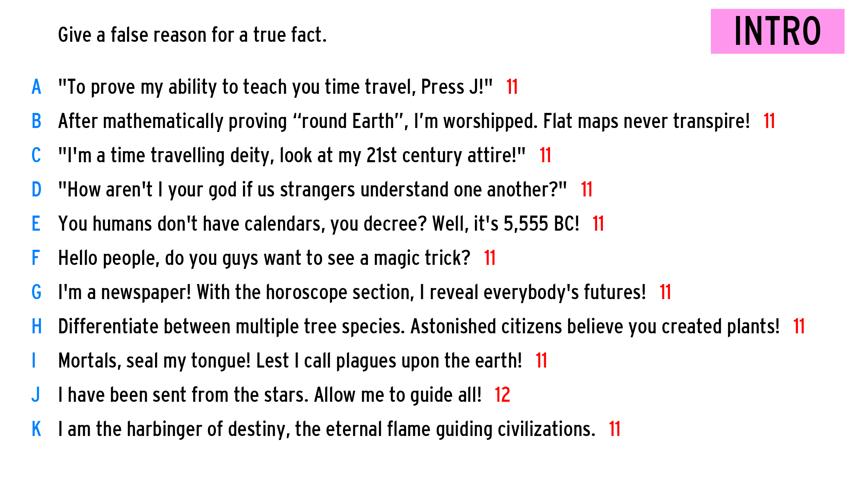 Give a false reason for a true fact.
INTRO
A "To prove my ability to teach you time travel, Press J!" 11
B After mathematically proving “round Earth”, I’m worshipped. Flat maps never transpire! 11
C "I'm a time travelling deity, look at my 21st century attire!" 11
D "How aren't I your god if us strangers understand one another?" 11
E You humans don't have calendars, you decree? Well, it's 5,555 BC! 11
F Hello people, do you guys want to see a magic trick? 11
G I'm a newspaper! With the horoscope section, I reveal everybody's futures! 11
H Differentiate between multiple tree species. Astonished citizens believe you created plants! 11
I Mortals, seal my tongue! Lest I call plagues upon the earth! 11
J I have been sent from the stars. Allow me to guide all! 12
K I am the harbinger of destiny, the eternal flame guiding civilizations. 11